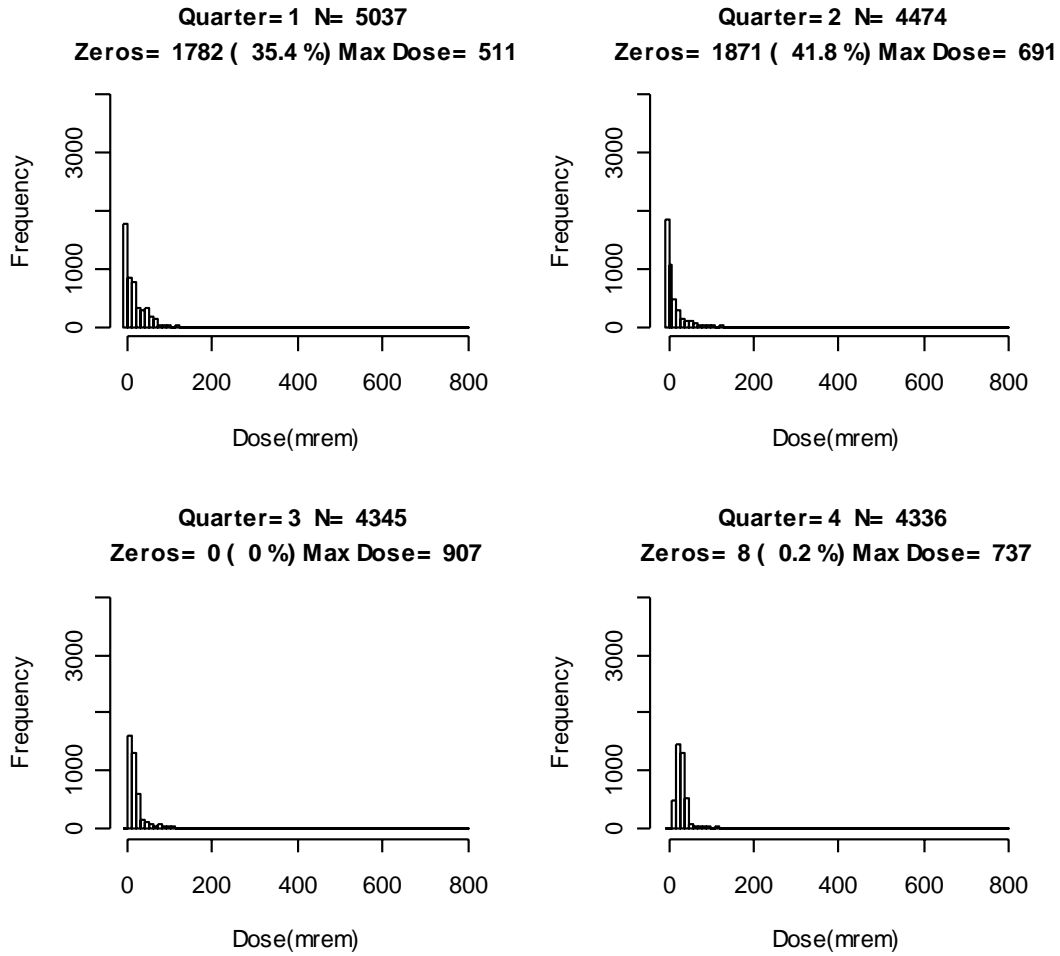 Quarter= 1 N= 5037
Zeros= 1782 ( 35.4 %) Max Dose= 511
Frequency
3000
1000
0
0 200 400 600 800
Dose(mrem)
Quarter= 2 N= 4474
Zeros= 1871 ( 41.8 %) Max Dose= 691
Frequency
3000
1000
0
0 200 400 600 800
Dose(mrem)
Quarter= 3 N= 4345
Zeros= 0 ( 0 %) Max Dose= 907
Frequency
3000
1000
0
0 200 400 600 800
Dose(mrem)
Quarter= 4 N= 4336
Zeros= 8 ( 0.2 %) Max Dose= 737
Frequency
3000
1000
0
0 200 400 600 800
Dose(mrem)